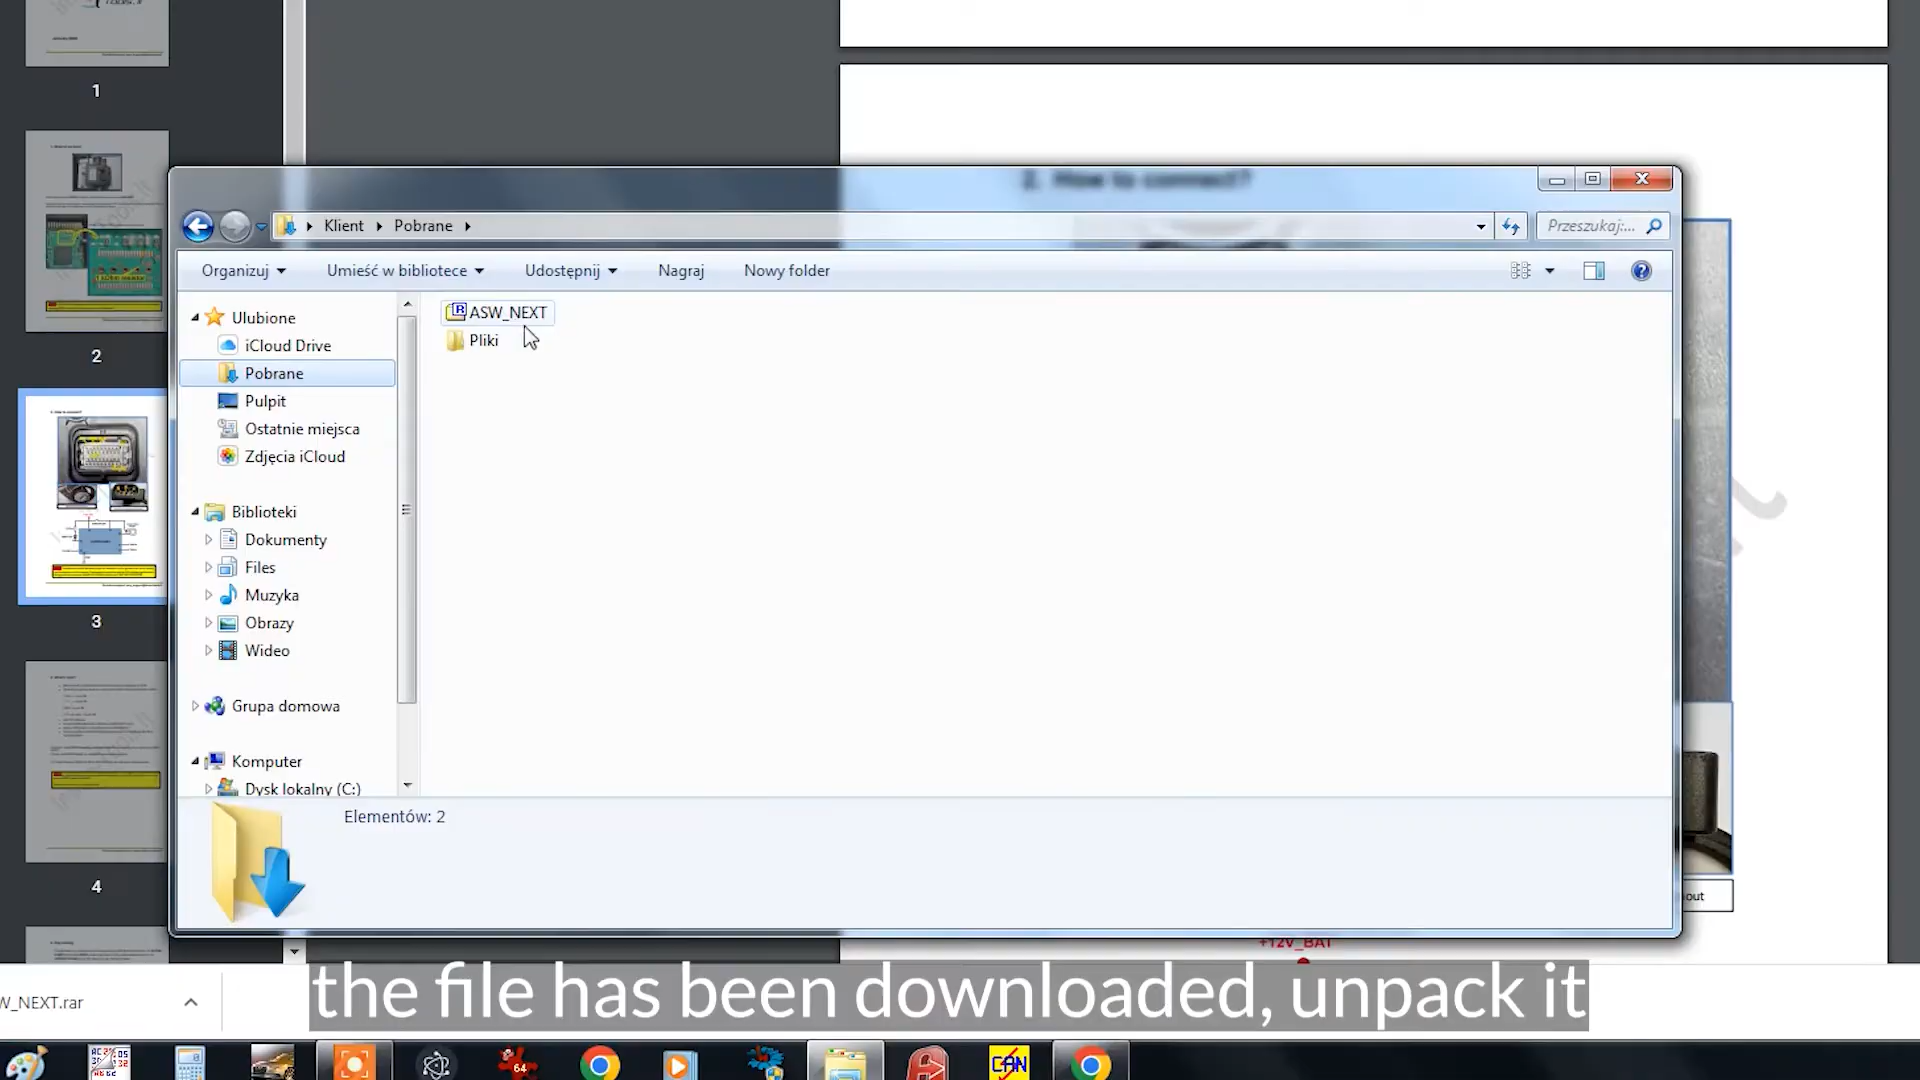 1
2
3
4
2. How to connect?
Klient
Pobrane
Przeszukaj:...
Organizuj
Umieść w bibliotece
Udostępnij
Nagraj
Nowy folder
Ulubione
iCloud Drive
Pobrane
Pulpit
Ostatnie miejsca
Zdjęcia iCloud
Biblioteki
Dokumenty
Files
Muzyka
Obrazy
Wideo
Grupa domowa
Komputer
Dysk lokalny (C:)
ASW_NEXT
Pliki
Elementów: 2
out
+12V_BAT
W_NEXT.rar
the file has been downloaded, unpack it
64
CAN